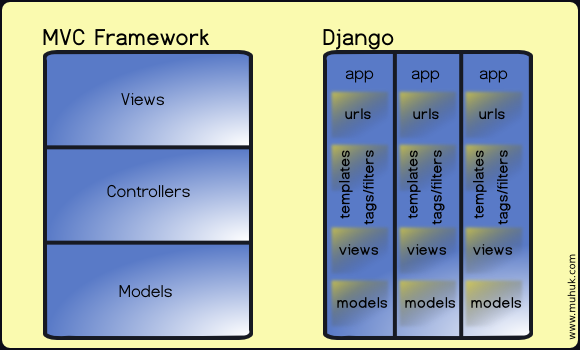 MVC Framework
Views
Controllers
Models
Django
app
urls
templates
tags/filters
views
models
app
urls
templates
tags/filters
views
models
app
urls
templates
tags/filters
views
models
www.muhuk.com